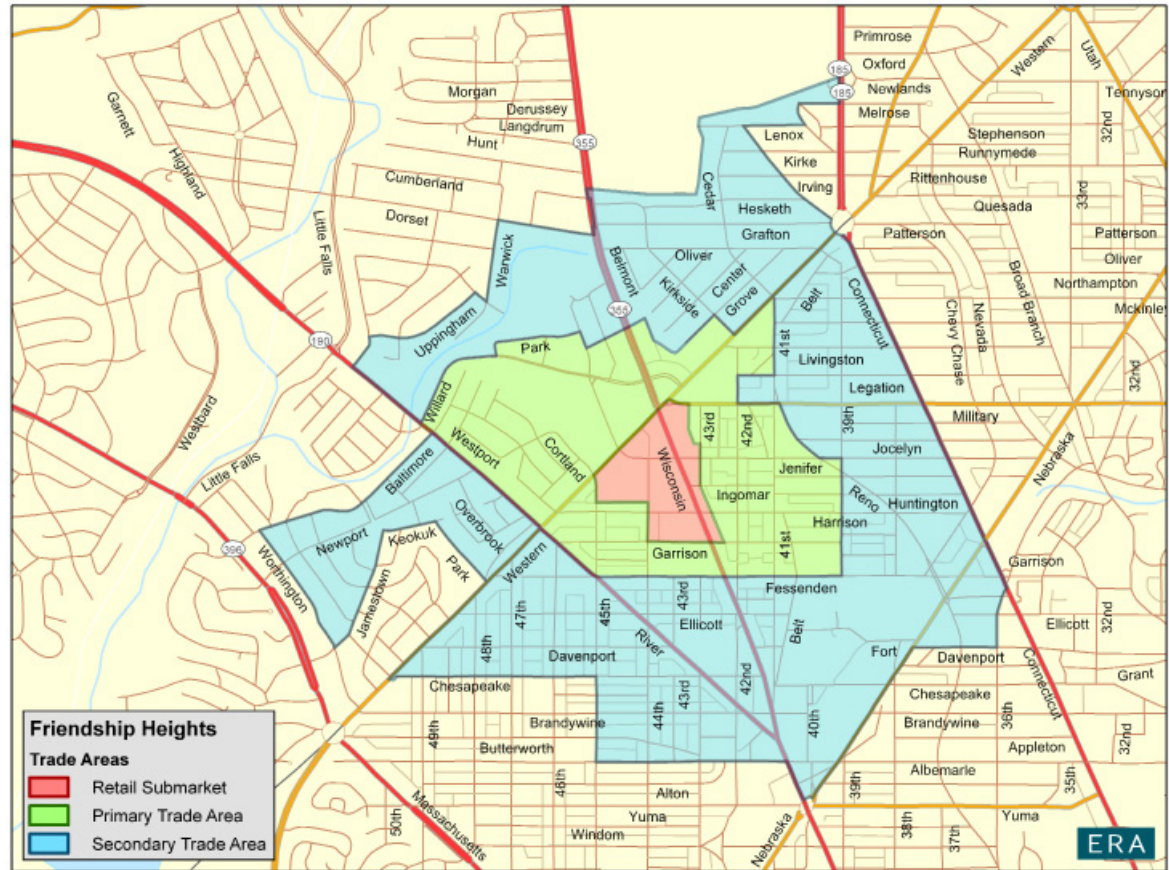 Primrose
Oxford
Newlands
Melrose
185
185
Western
Utah
Tennyson
32nd
Garnett
Highland
Morgan
Derussey
Langdrum
Hunt
355
Lenox
Kirke
Irving
Stephenson
Runnymede
Rittenhouse
Quesada
33rd
Cumberland
Dorset
Little Falls
Cedar
Hesketh
Grafton
Patterson
Patterson
Oliver
Northampton
Mckinley
Warwick
Belmont
Oliver
Kirkside
Center
Grove
Belt
Connecticut
Chevy Chase
Nevada
Broad Branch
355
Uppingham
190
Park
41st
Livingston
Legation
32nd
Westbard
Willard
Westport
Cortland
Wisconsin
43rd
42nd
39th
Military
Jocelyn
Nebraska
Little Falls
Baltimore
Overbrook
Jenifer
Ingomar
Reno
Huntington
Harrison
396
Newport
Keokuk
Park
Western
Garrison
41st
Garrison
Worthington
Jamestown
47th
48th
45th
43rd
Fessenden
Ellicott
Belt
Ellicott
32nd
Davenport
River
42nd
Fort
Davenport
Connecticut
Grant
Chesapeake
49th
Brandywine
Butterworth
44th
43rd
40th
Chesapeake
Brandywine
36th
Appleton
32nd
46th
Albemarle
35th
39th
Alton
Yuma
Windom
50th
Massachusetts
Nebraska
38th
37th
Yuma
Friendship Heights
Trade Areas
Retail Submarket
Primary Trade Area
Secondary Trade Area
ERA